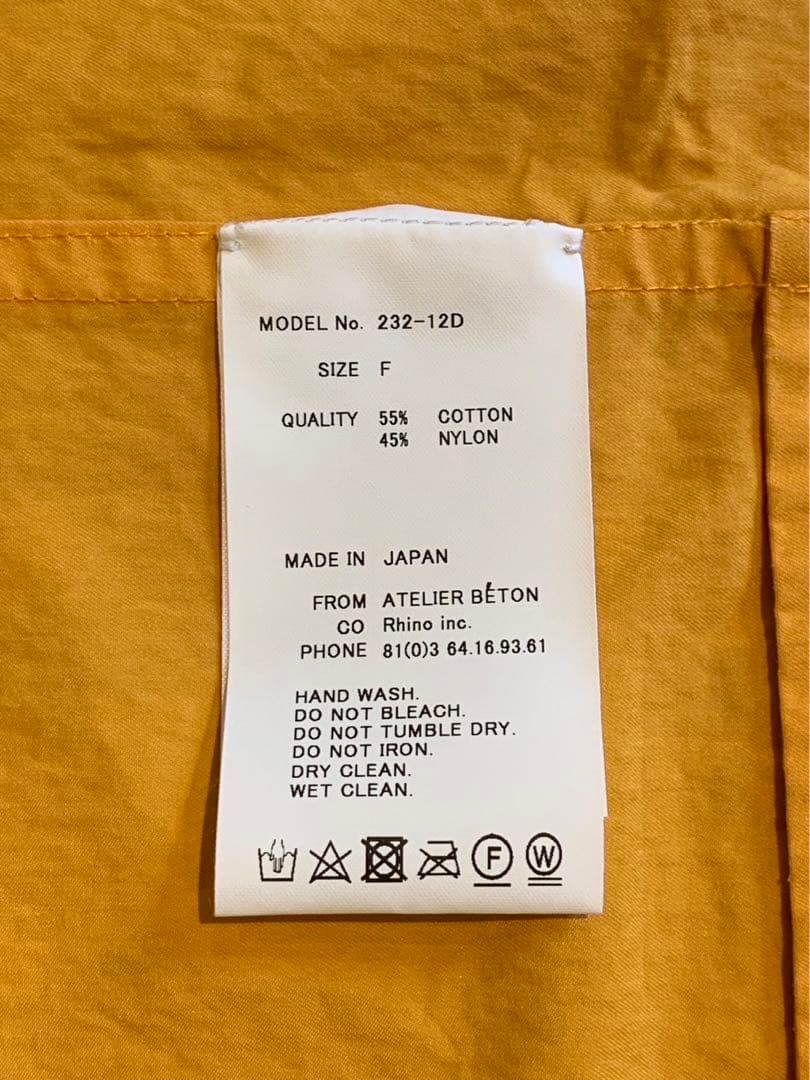 MODEL No. 232-12D
SIZE F
QUALITY 55% COTTON
45% NYLON
MADE IN JAPAN
FROM ATELIER BÉTON
CO Rhino inc.
PHONE 81(0)3 64.16.93.61
HAND WASH.
DO NOT BLEACH.
DO NOT TUMBLE DRY.
DO NOT IRON.
DRY CLEAN.
WET CLEAN.
F W